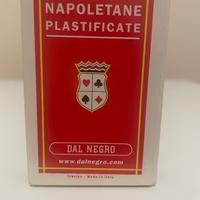 NAPOLETANE
PLASTIFICATE
DAL NEGRO
www.dalnegro.com
Treviso - Made in Italy